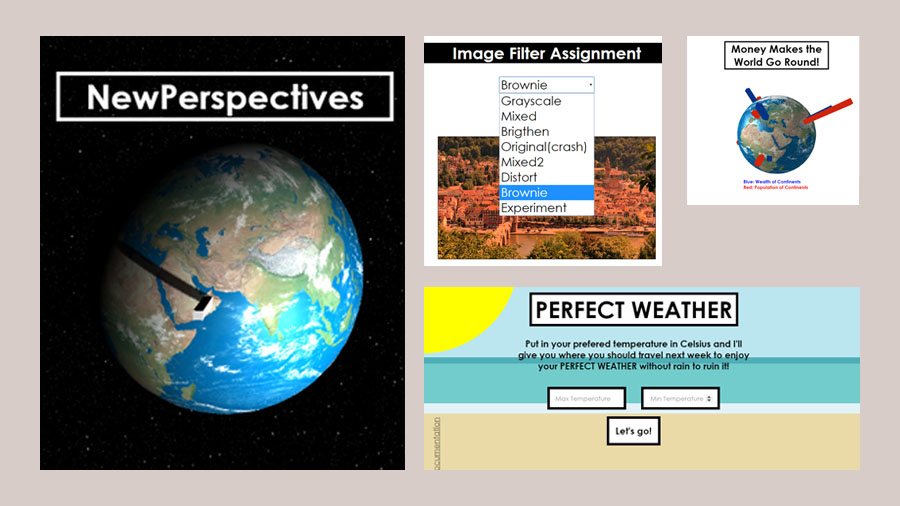 NewPerspectives
Image Filter Assignment
Brownie
Grayscale
Mixed
Brigthen
Original(crash)
Mixed2
Distort
Brownie
Experiment
Money Makes the
World Go Round!
Blue: Wealth of Continents
Red: Population of Continents
PERFECT WEATHER
Put in your prefered temperature in Celsius and I'll
give you where you should travel next week to enjoy
your PERFECT WEATHER without rain to ruin it!
Max Temperature
Min Temperature
Let's go!
ocumentation